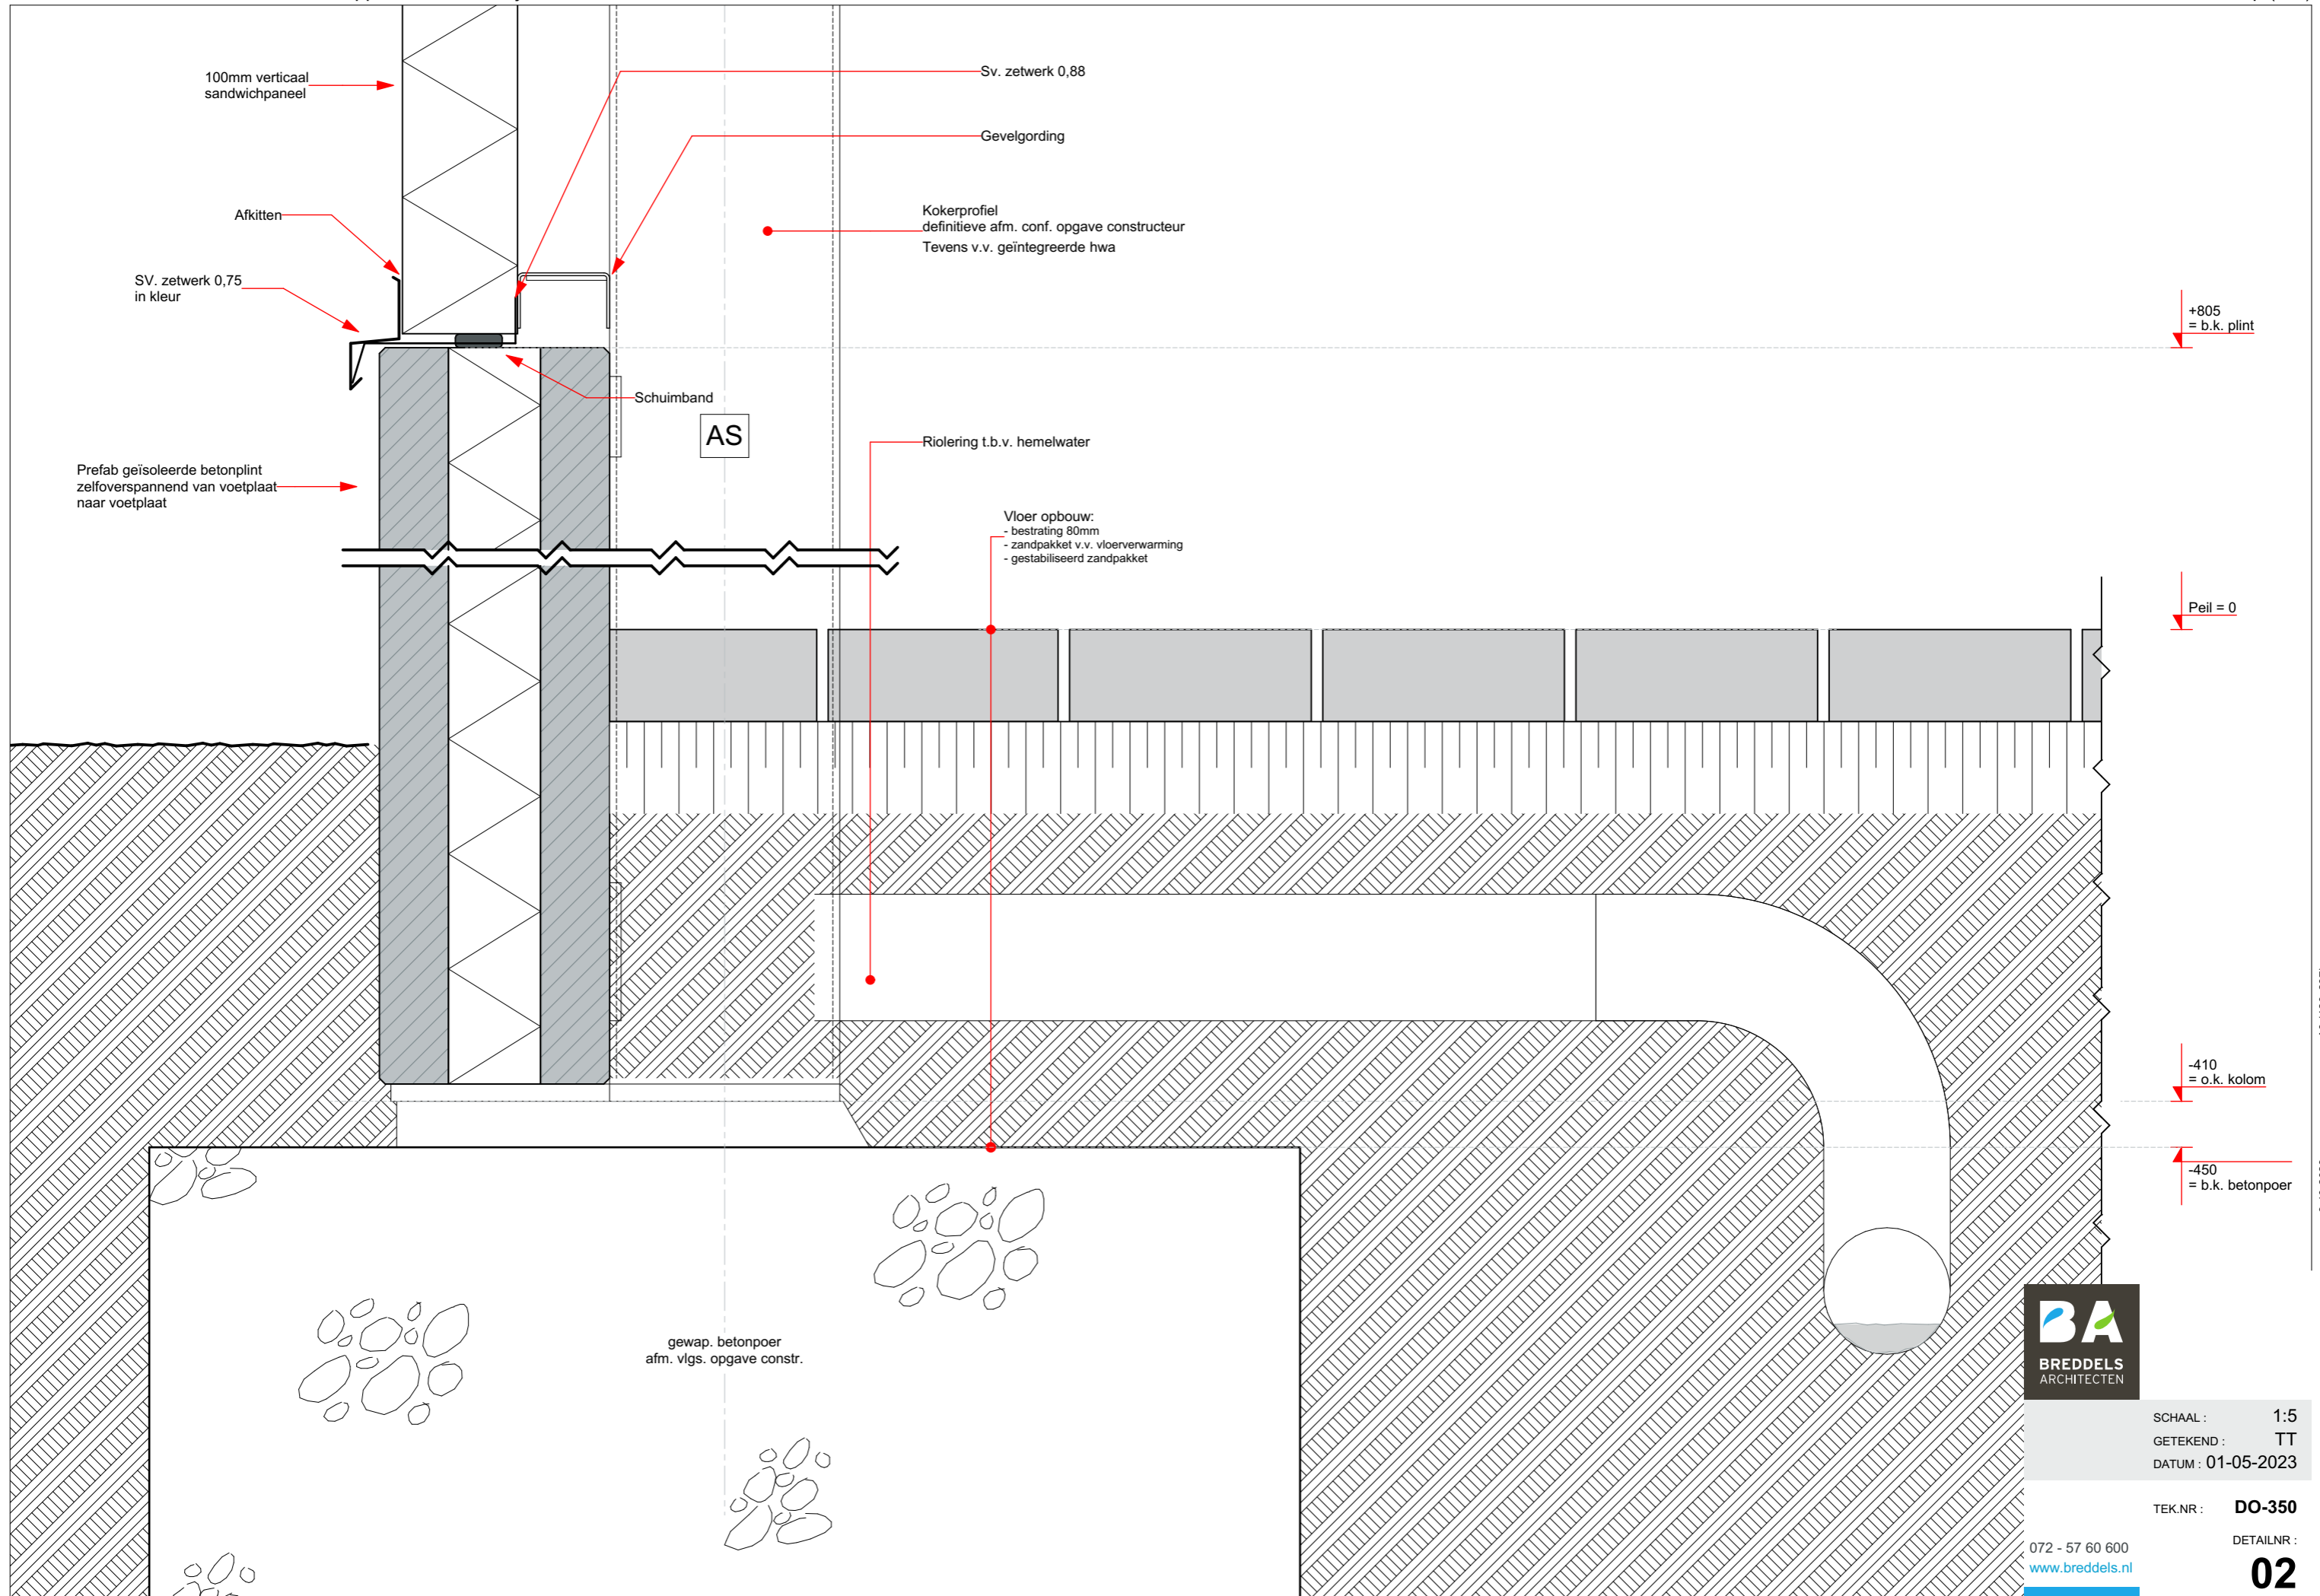 100mm verticaal
sandwichpaneel
Sv. zetwerk 0,88
Gevelgording
Afkitten
Kokerprofiel
definitieve afm. conf. opgave constructeur
Tevens v.v. geïntegreerde hwa
SV. zetwerk 0,75
in kleur
+805
= b.k. plint
Schuimband
AS
Riolering t.b.v. hemelwater
Prefab geïsoleerde betonplint
zelfoverspannend van voetplaat
naar voetplaat
Vloer opbouw:
- bestrating 80mm
- zandpakket v.v. vloerverwarming
- gestabiliseerd zandpakket
Peil = 0
-410
= o.k. kolom
-450
= b.k. betonpoer
gewap. betonpoer
afm. vlgs. opgave constr.
BA
BREDDELS
ARCHITECTEN
SCHAAL : 1:5
GETEKEND : TT
DATUM : 01-05-2023
TEK.NR : DO-350
DETAILNR :
02
072 - 57 60 600
www.breddels.nl